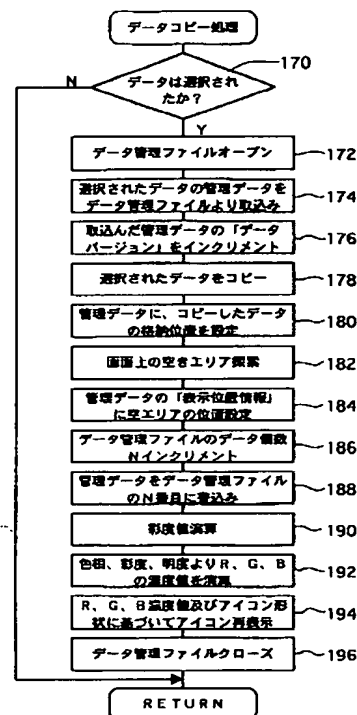 データコピー処理
170
データは選択され
たか？
N
Y
データ管理ファイルオープン
172
選択されたデータの管理データを
データ管理ファイルより取込み
174
取込んだ管理データの「データ
バージョン」をインクリメント
176
選択されたデータをコピー
178
管理データに、コピーしたデータ
の格納位置を設定
180
画面上の空きエリア探索
182
管理データの「表示位置情報」
に空エリアの位置設定
184
データ管理ファイルのデータ個数
Nインクリメント
186
管理データをデータ管理ファイル
のN番目に書込み
188
彩度値演算
190
色相、彩度、明度よりR、G、B
の濃度値を演算
192
R、G、B濃度値及びアイコン形
状に基づいてアイコン再表示
194
データ管理ファイルクローズ
196
RETURN